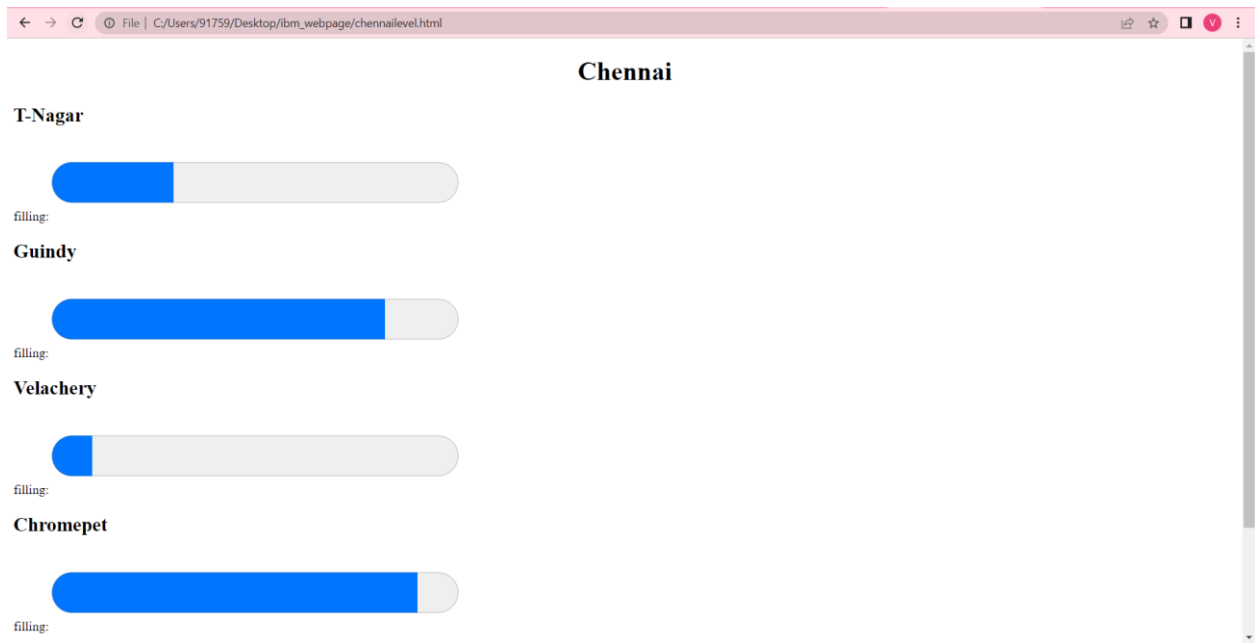 File | C:/Users/91759/Desktop/ibm_webpage/chennailevel.html
V
Chennai
T-Nagar
filling:
Guindy
filling:
Velachery
filling:
Chromepet
filling: